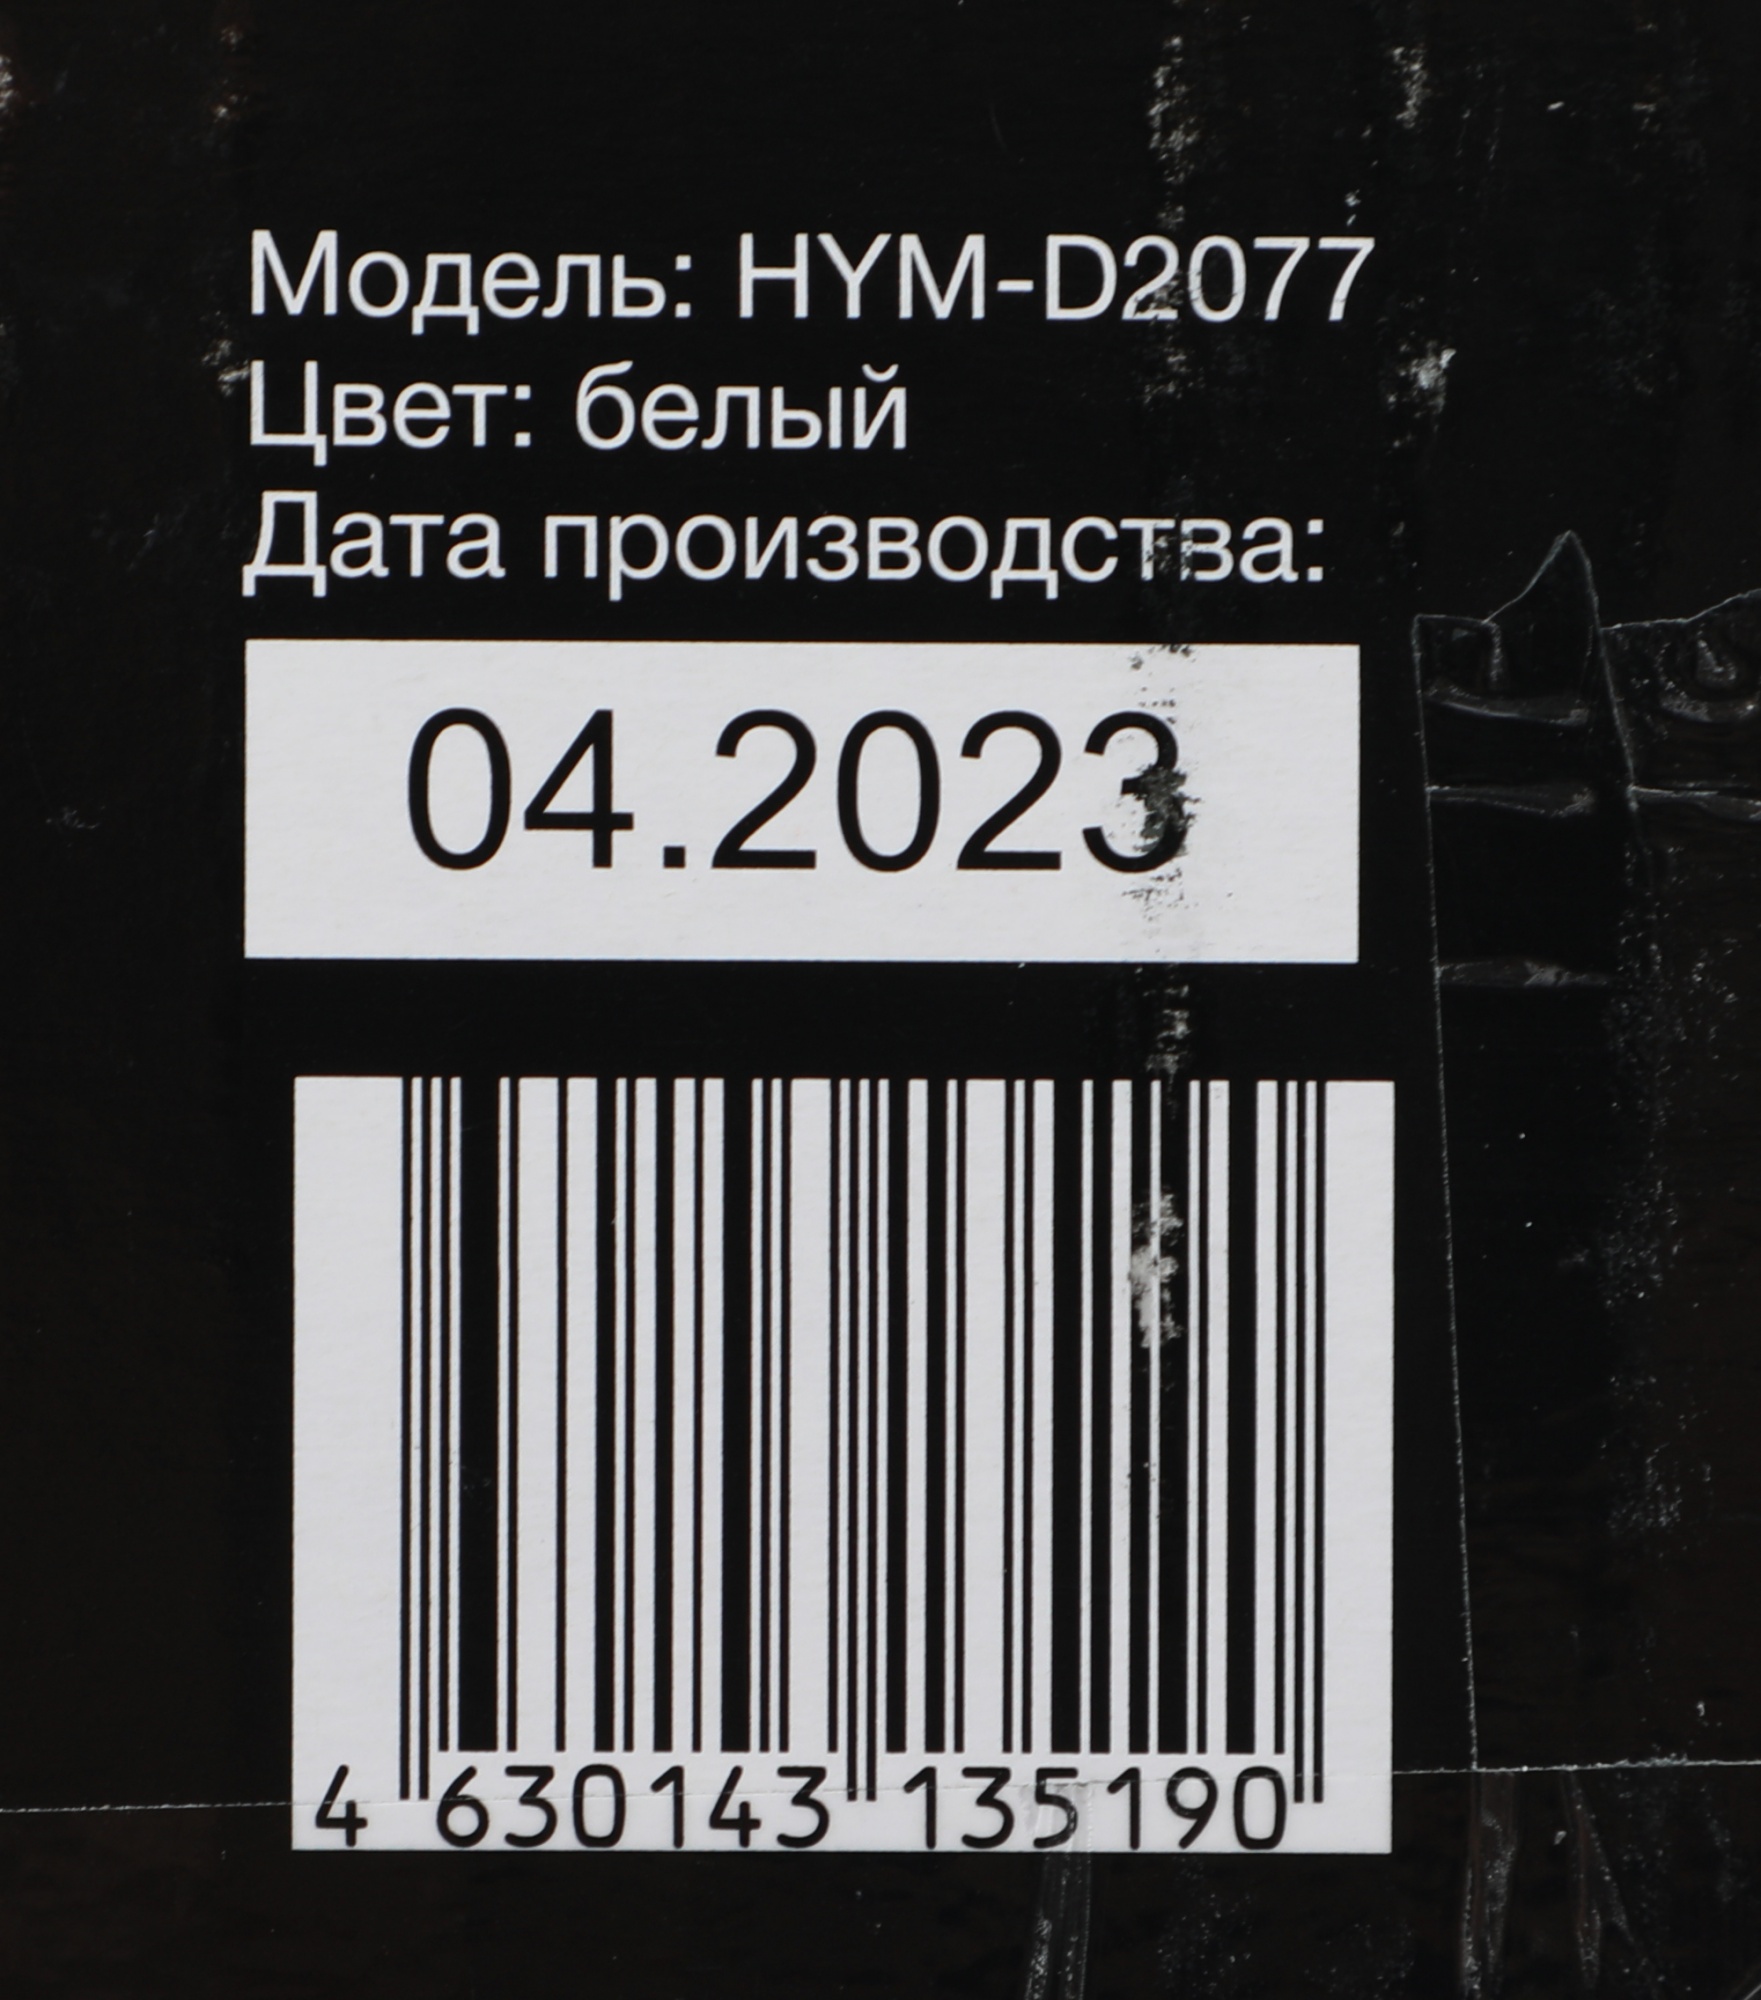 Модель: HYM-D2077
Цвет: белый
Дата производства:
04.2023
4 630143 135190